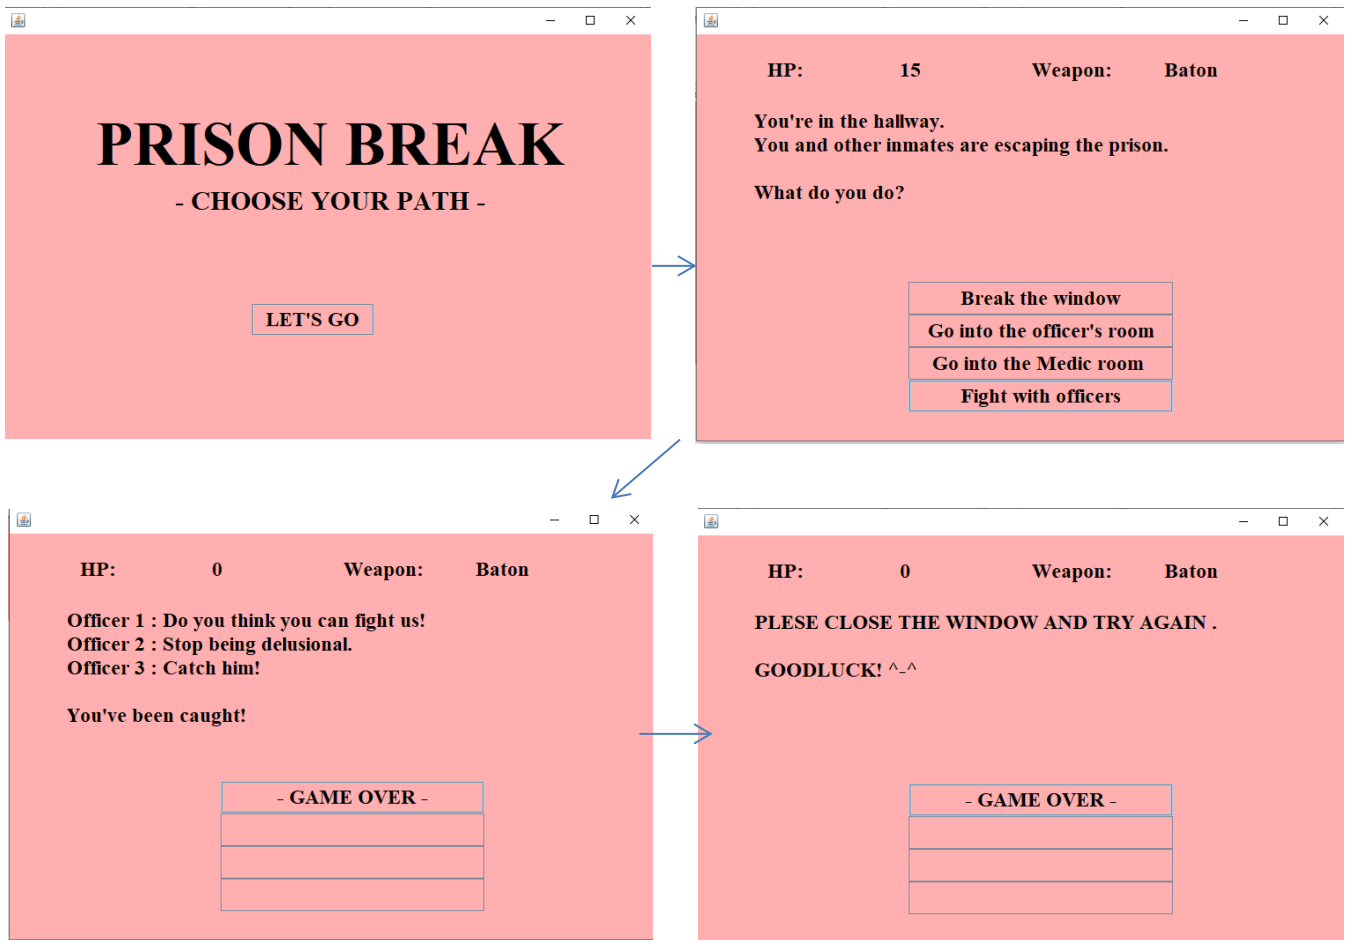 PRISON BREAK
- CHOOSE YOUR PATH -
LET'S GO
HP: 15 Weapon: Baton
You're in the hallway.
You and other inmates are escaping the prison.
What do you do?
Break the window
Go into the officer's room
Go into the Medic room
Fight with officers
HP: 0 Weapon: Baton
Officer 1 : Do you think you can fight us!
Officer 2 : Stop being delusional.
Officer 3 : Catch him!
You've been caught!
- GAME OVER -
HP: 0 Weapon: Baton
PLESE CLOSE THE WINDOW AND TRY AGAIN .
GOODLUCK! ^-^
- GAME OVER -